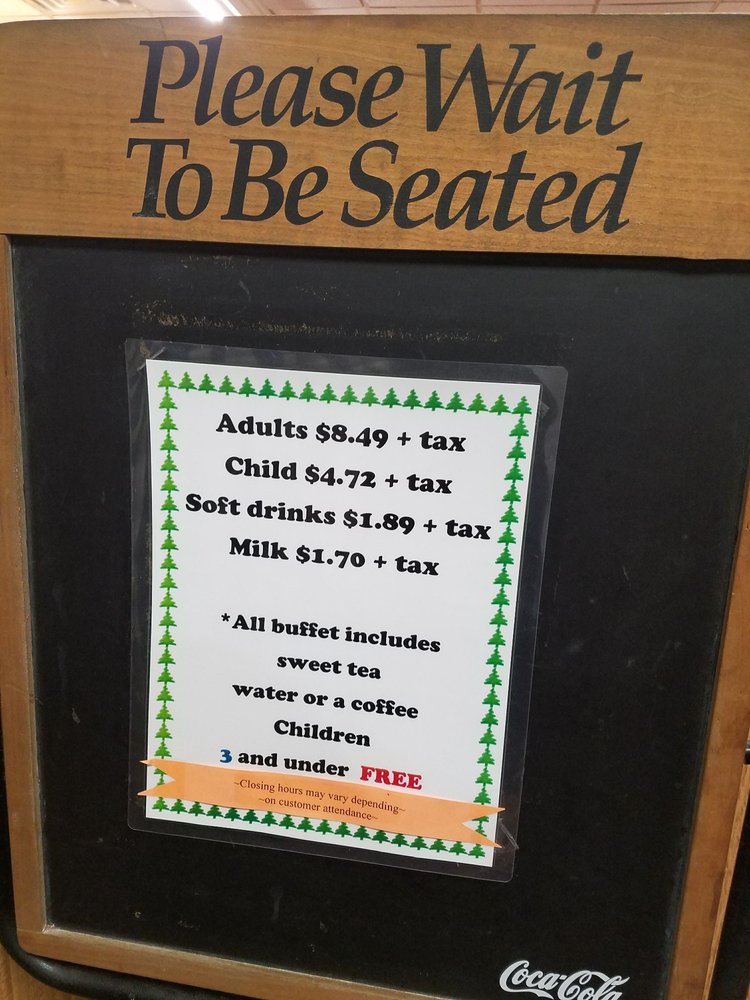 Please Wait
To Be Seated
Adults $8.49 + tax
Child $4.72 + tax
Soft drinks $1.89 + tax
Milk $1.70 + tax
*All buffet includes
sweet tea
water or a coffee
Children
3 and under FREE
~Closing hours may vary depending~
~on customer attendance~
Coca-Cola